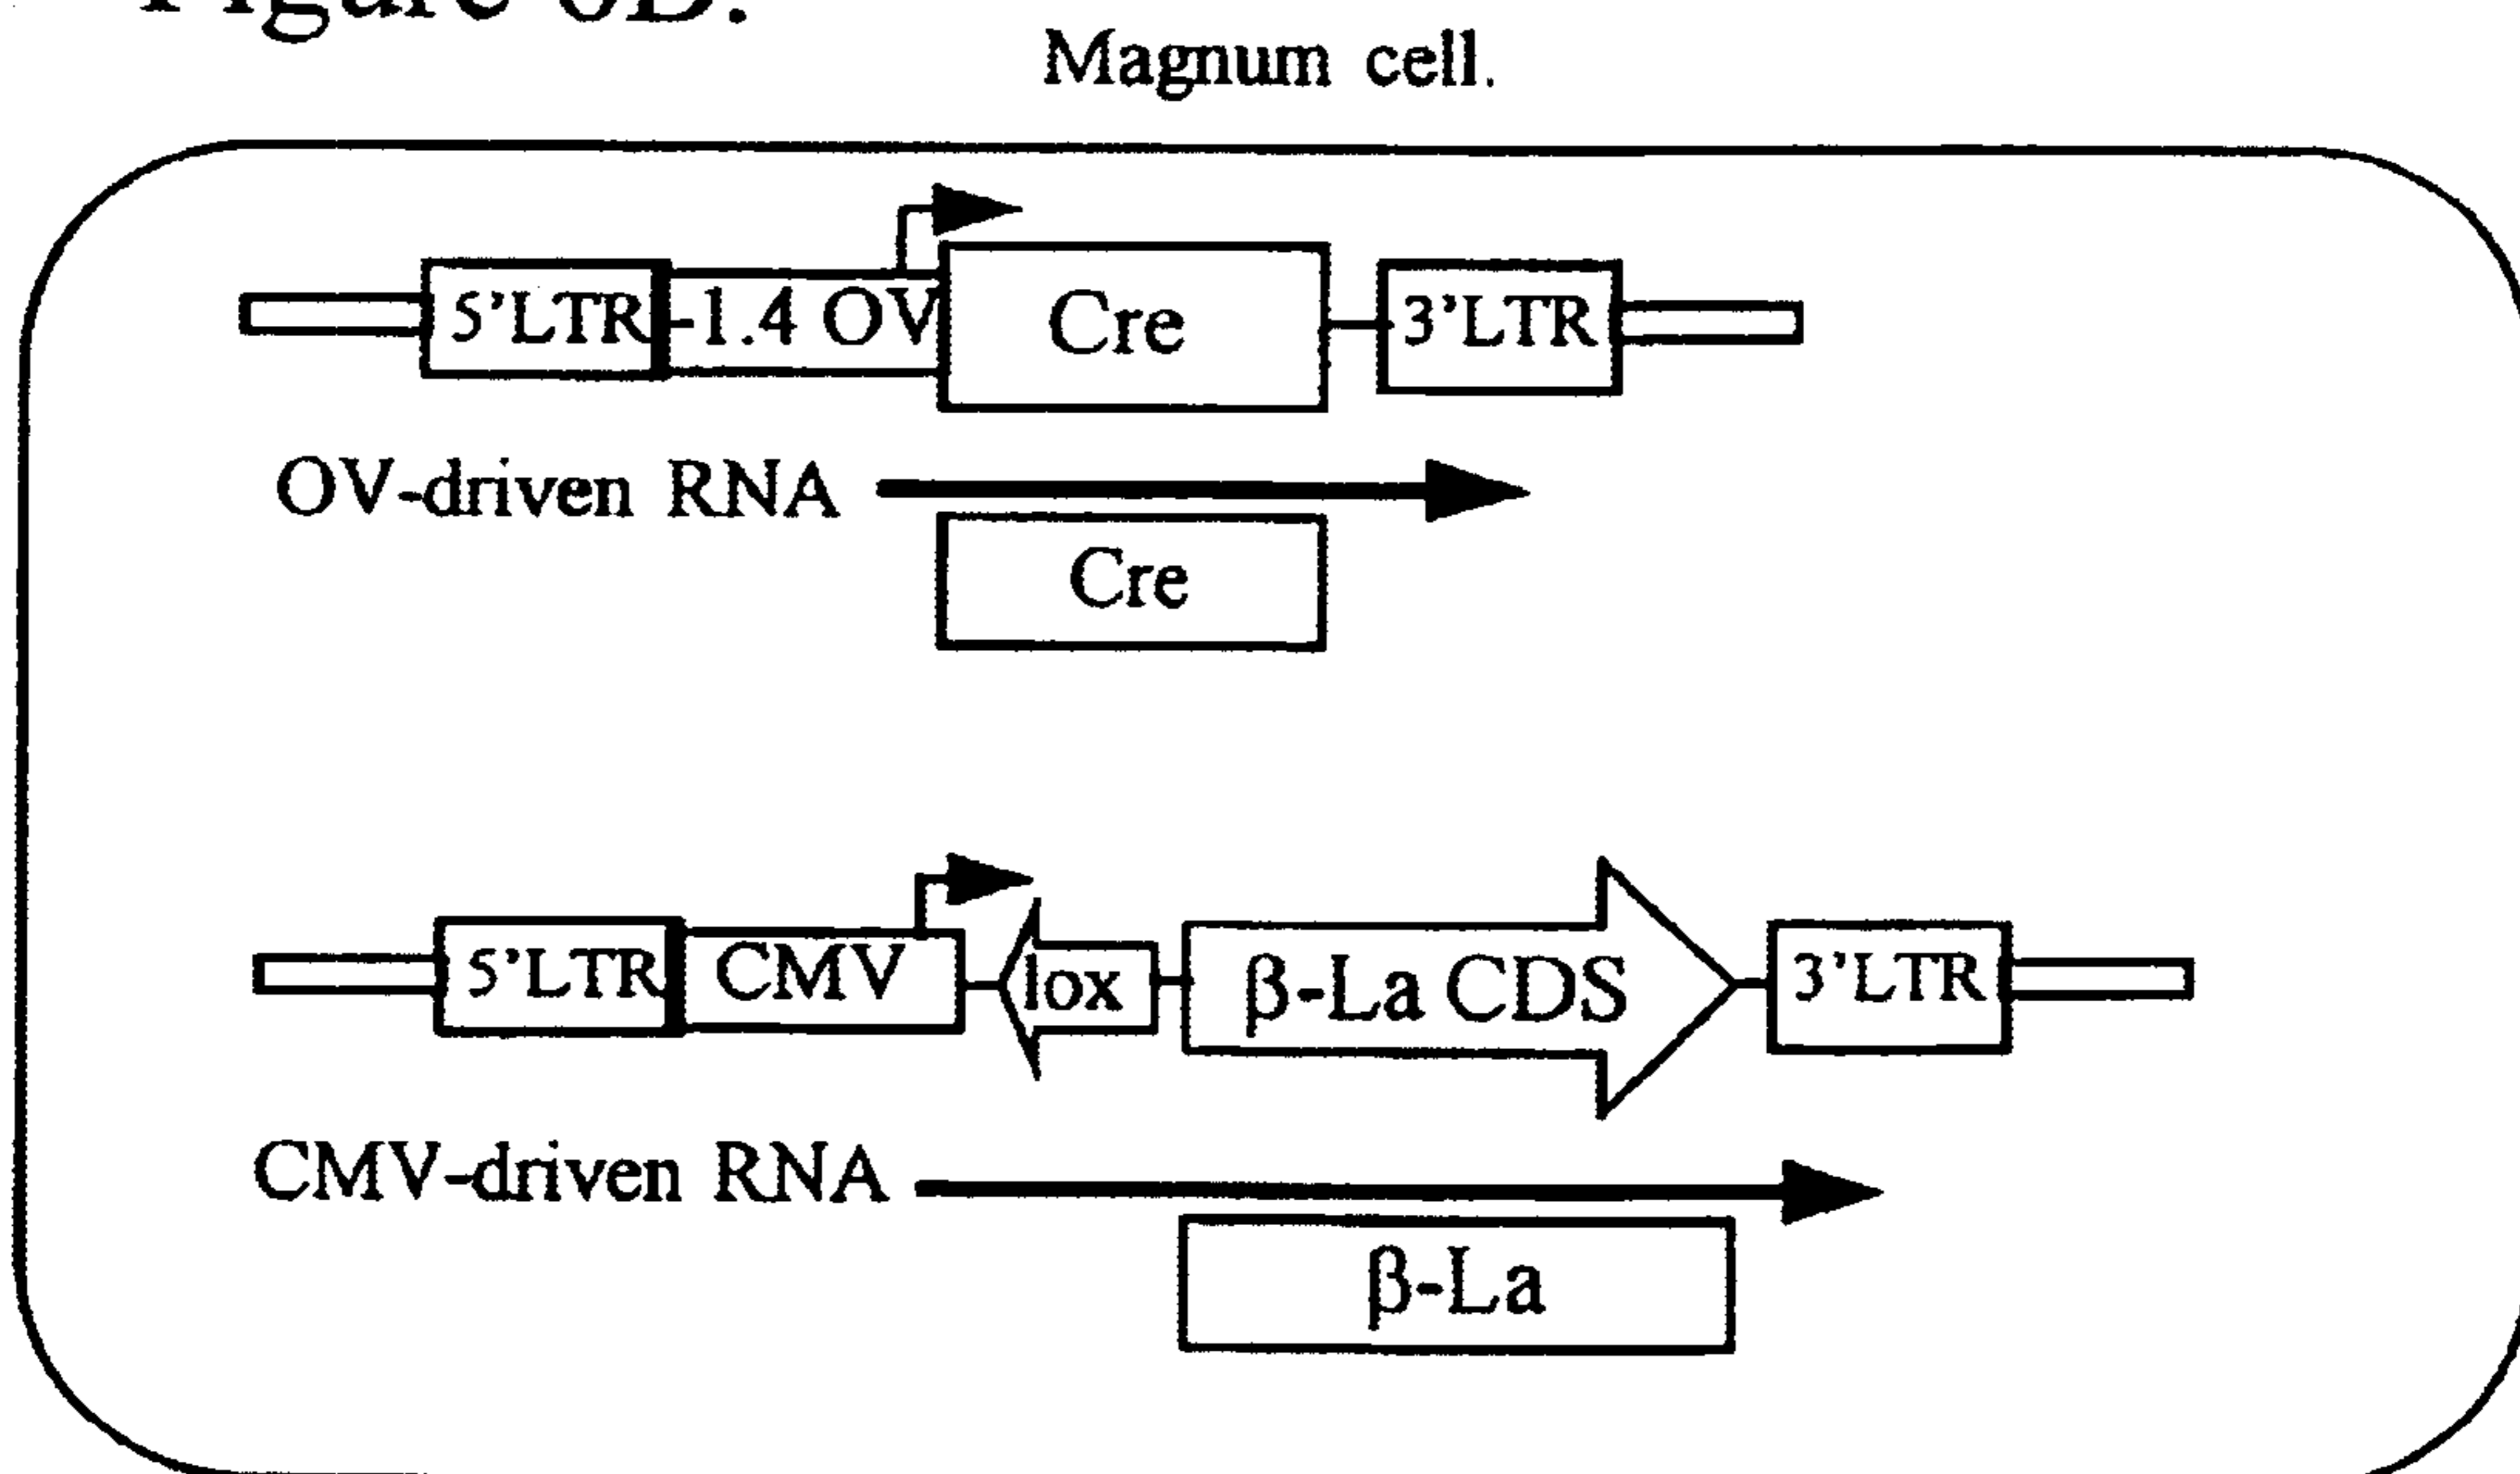 Magnum cell.
5'LTR -1.4 OV Cre 3'LTR
OV-driven RNA
Cre
5'LTR CMV lox β-La CDS 3'LTR
CMV-driven RNA
β-La